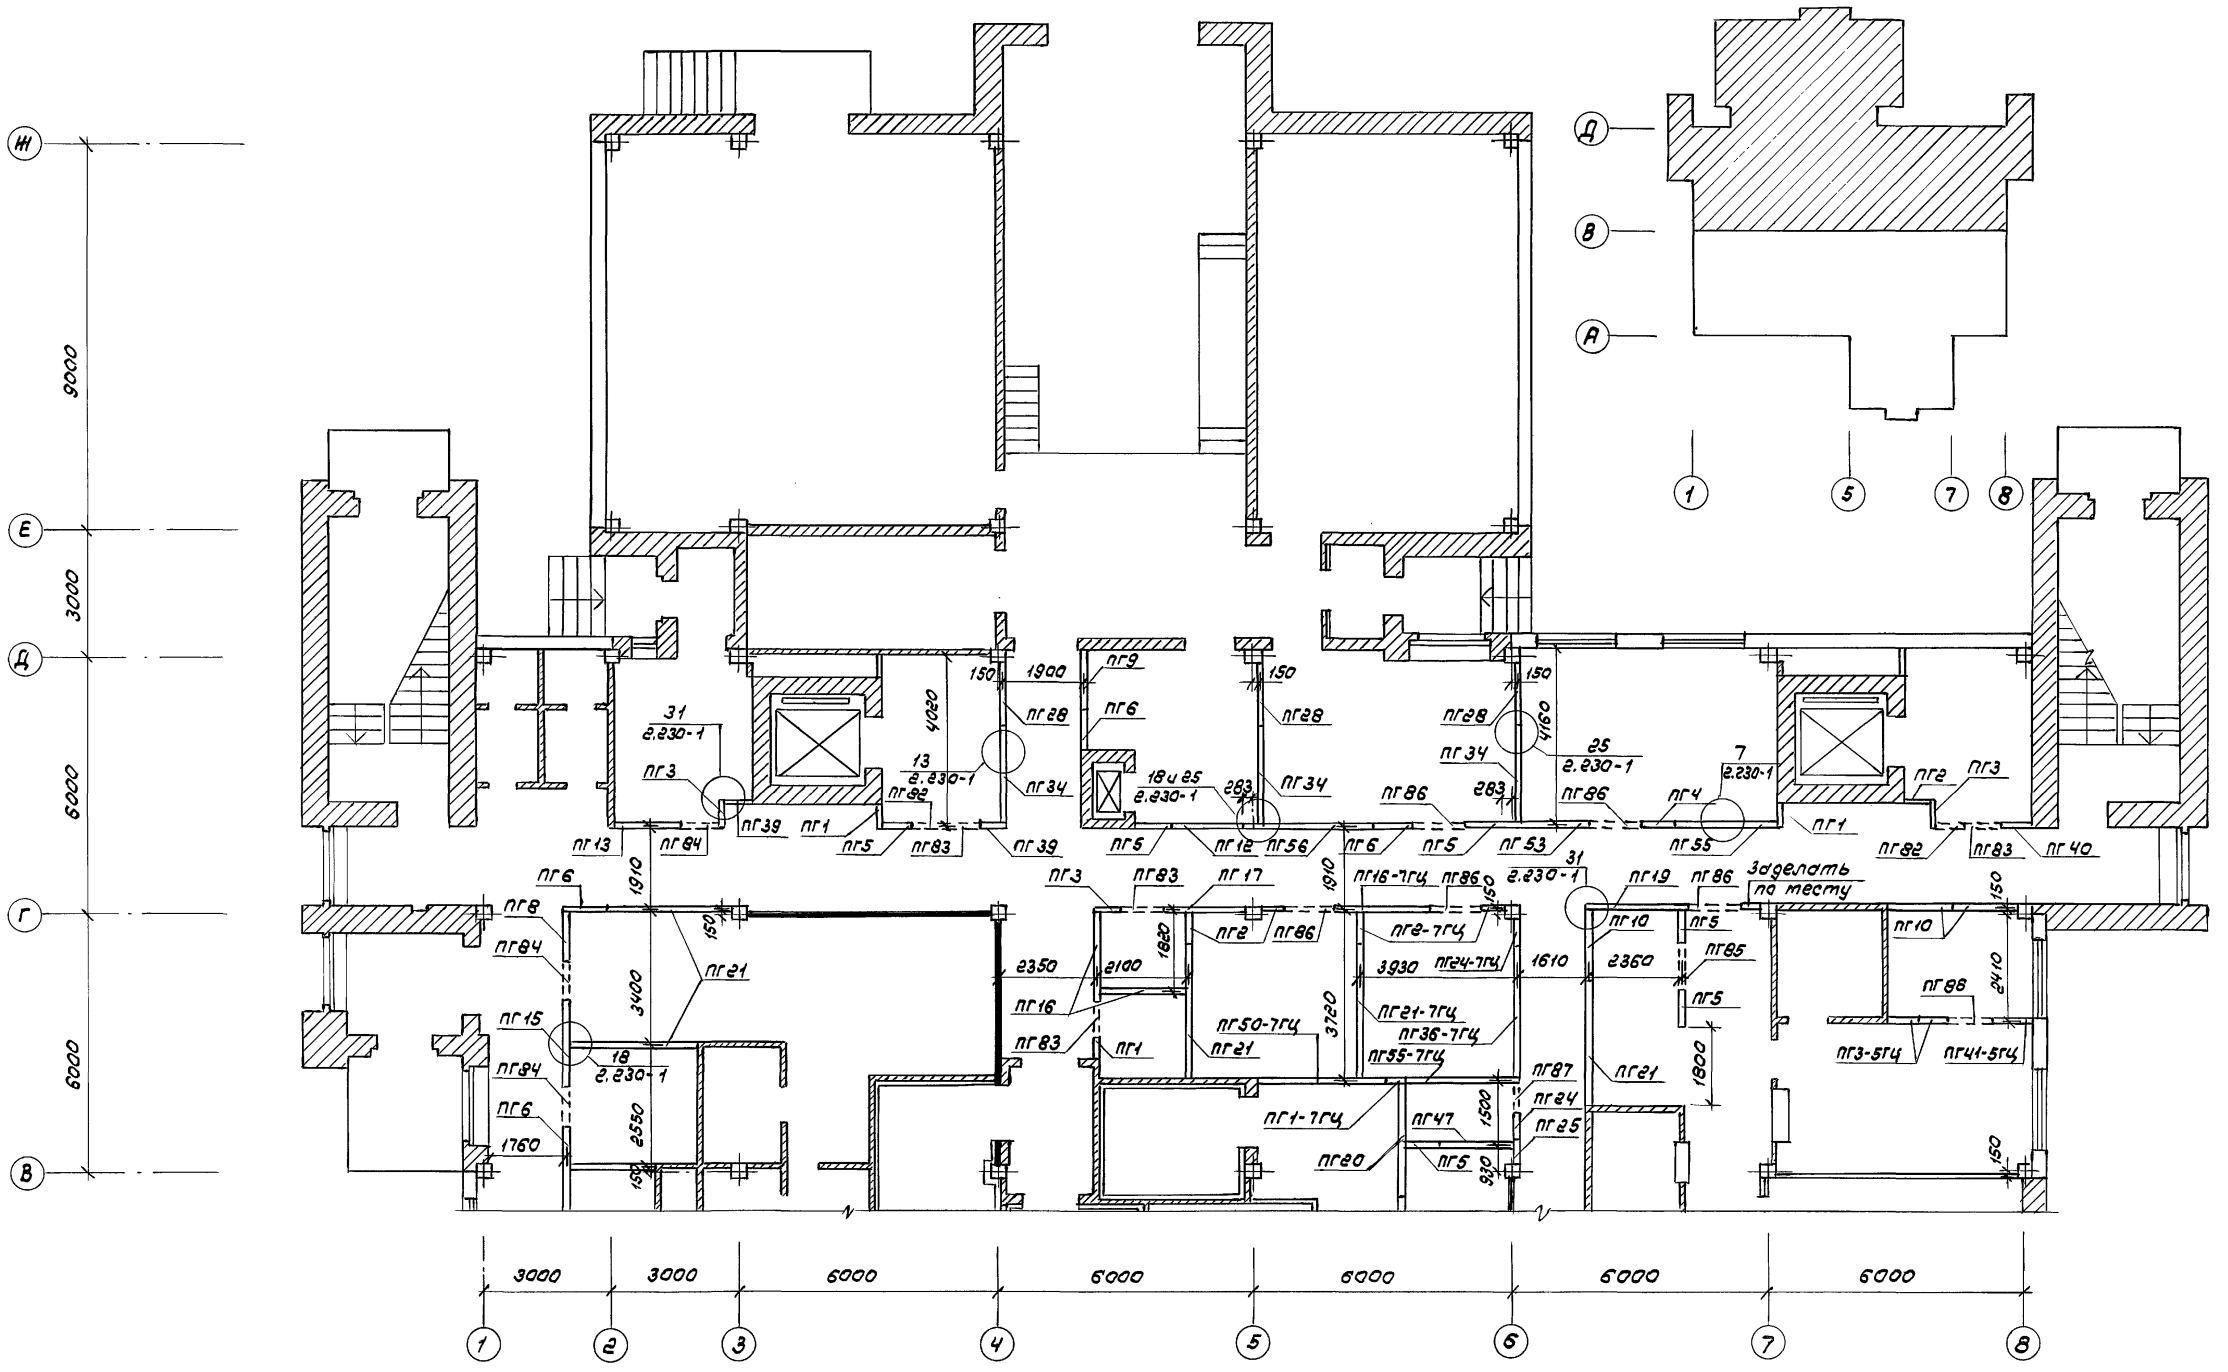 Ж
Д
В
А
9000
1
5
7
8
Е
3000
Д
150
1900
ПГ9
150
150
4020
ПГ28
ПГ6
ПГ28
ПГ28
4160
31
2.230-1
25
2.230-1
7
2.230-1
13
2.230-1
ПГ3
ПГ82
ПГ34
18 и 25
2.230-1
283
ПГ34
ПГ34
283
ПГ86
ПГ86
ПГ4
ПГ2
ПГ3
6000
ПГ39
ПГ1
ПГ1
ПГ13
ПГ84
ПГ5
ПГ83
ПГ39
ПГ5
ПГ12
ПГ56
ПГ6
ПГ5
ПГ53
ПГ55
ПГ82
ПГ83
ПГ40
1910
1910
31
2.230-1
ПГ6
ПГ3
ПГ83
ПГ17
ПГ16-7гц
ПГ86
150
ПГ19
ПГ86
Заделать
по месту
150
Г
ПГ8
150
1820
ПГ2
ПГ86
ПГ2-7гц
ПГ10
ПГ5
ПГ10
ПГ84
ПГ21
2350
2100
3930
ПГ24-7гц
1610
2360
ПГ85
2410
3400
ПГ16
3720
ПГ21-7гц
ПГ5
ПГ88
ПГ15
ПГ50-7гц
ПГ36-7гц
ПГ83
ПГ1
ПГ21
ПГ55-7гц
ПГ3-5гц
ПГ41-5гц
18
2.230-1
6000
ПГ84
ПГ87
ПГ21
1800
ПГ6
2550
ПГ1-7гц
ПГ47
1500
ПГ24
ПГ25
1760
150
ПГ20
ПГ5
930
150
В
3000
3000
6000
6000
6000
6000
6000
1
2
3
4
5
6
7
8